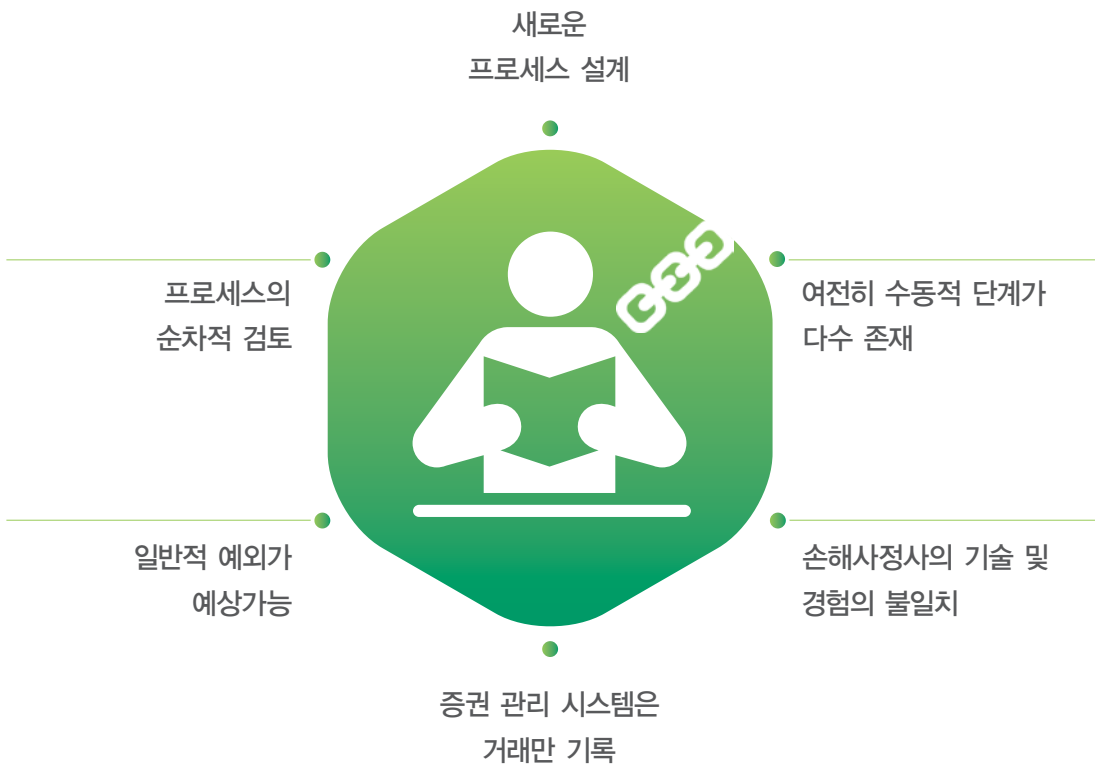 새로운
프로세스 설계
프로세스의
순차적 검토
여전히 수동적 단계가
다수 존재
일반적 예외가
예상가능
손해사정사의 기술 및
경험의 불일치
증권 관리 시스템은
거래만 기록